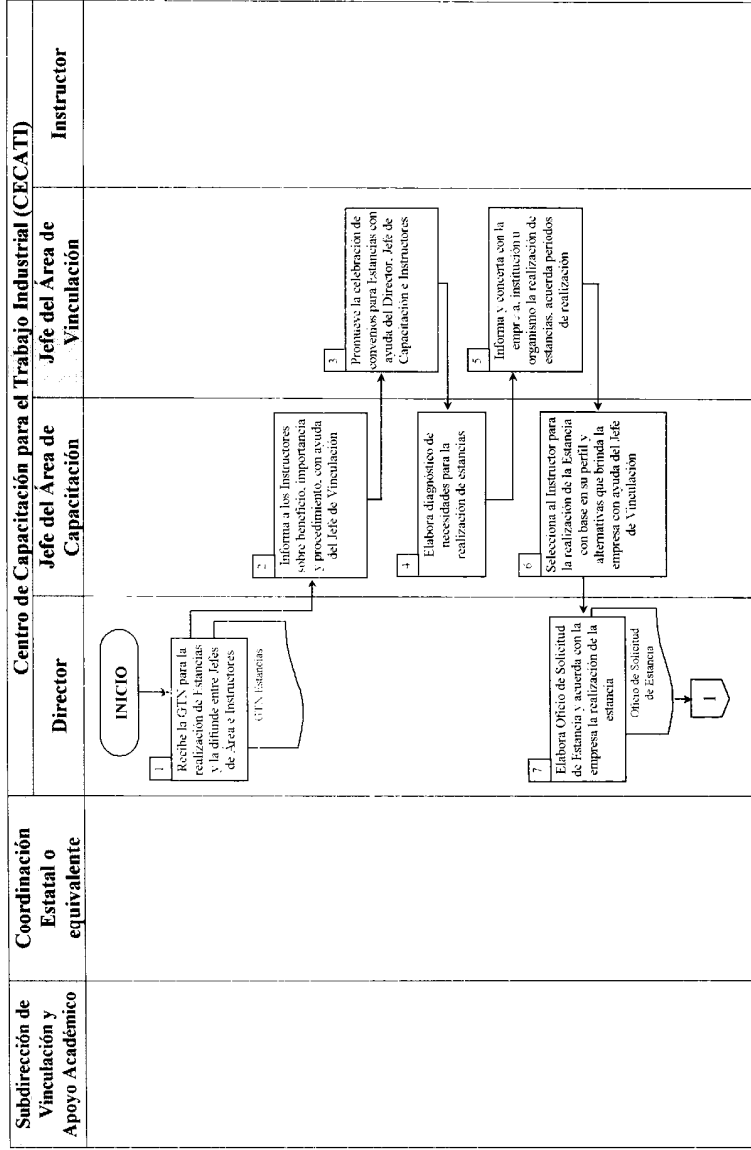 Centro de Capacitación para el Trabajo Industrial (CECATI)
Subdirección de
Vinculación y
Apoyo Académico
Coordinación
Estatal o
equivalente
Director
Jefe del Área de
Capacitación
Jefe del Área de
Vinculación
Instructor
INICIO
1
Recibe la GTN para la
realización de Estancias
y la difunde entre Jefes
de Área e Instructores
GTN Estancias
2
Informa a los Instructores
sobre beneficio, importancia
y procedimiento, con ayuda
del Jefe de Vinculación
3
Promueve la celebración de
convenios para Estancias con
ayuda del Director, Jefe de
Capacitación e Instructores
4
Elabora diagnóstico de
necesidades para la
realización de estancias
5
Informa y concerta con la
institución u
organismo la realización de
estancias, acuerda periodos
de realización
6
Selecciona al Instructor para
la realización de la Estancia
con base en su perfil y
alternativas que brinda la
empresa con ayuda del Jefe
de Vinculación
7
Elabora Oficio de Solicitud
de Estancia y acuerda con la
empresa la realización de la
estancia
Oficio de Solicitud
de Estancia
1